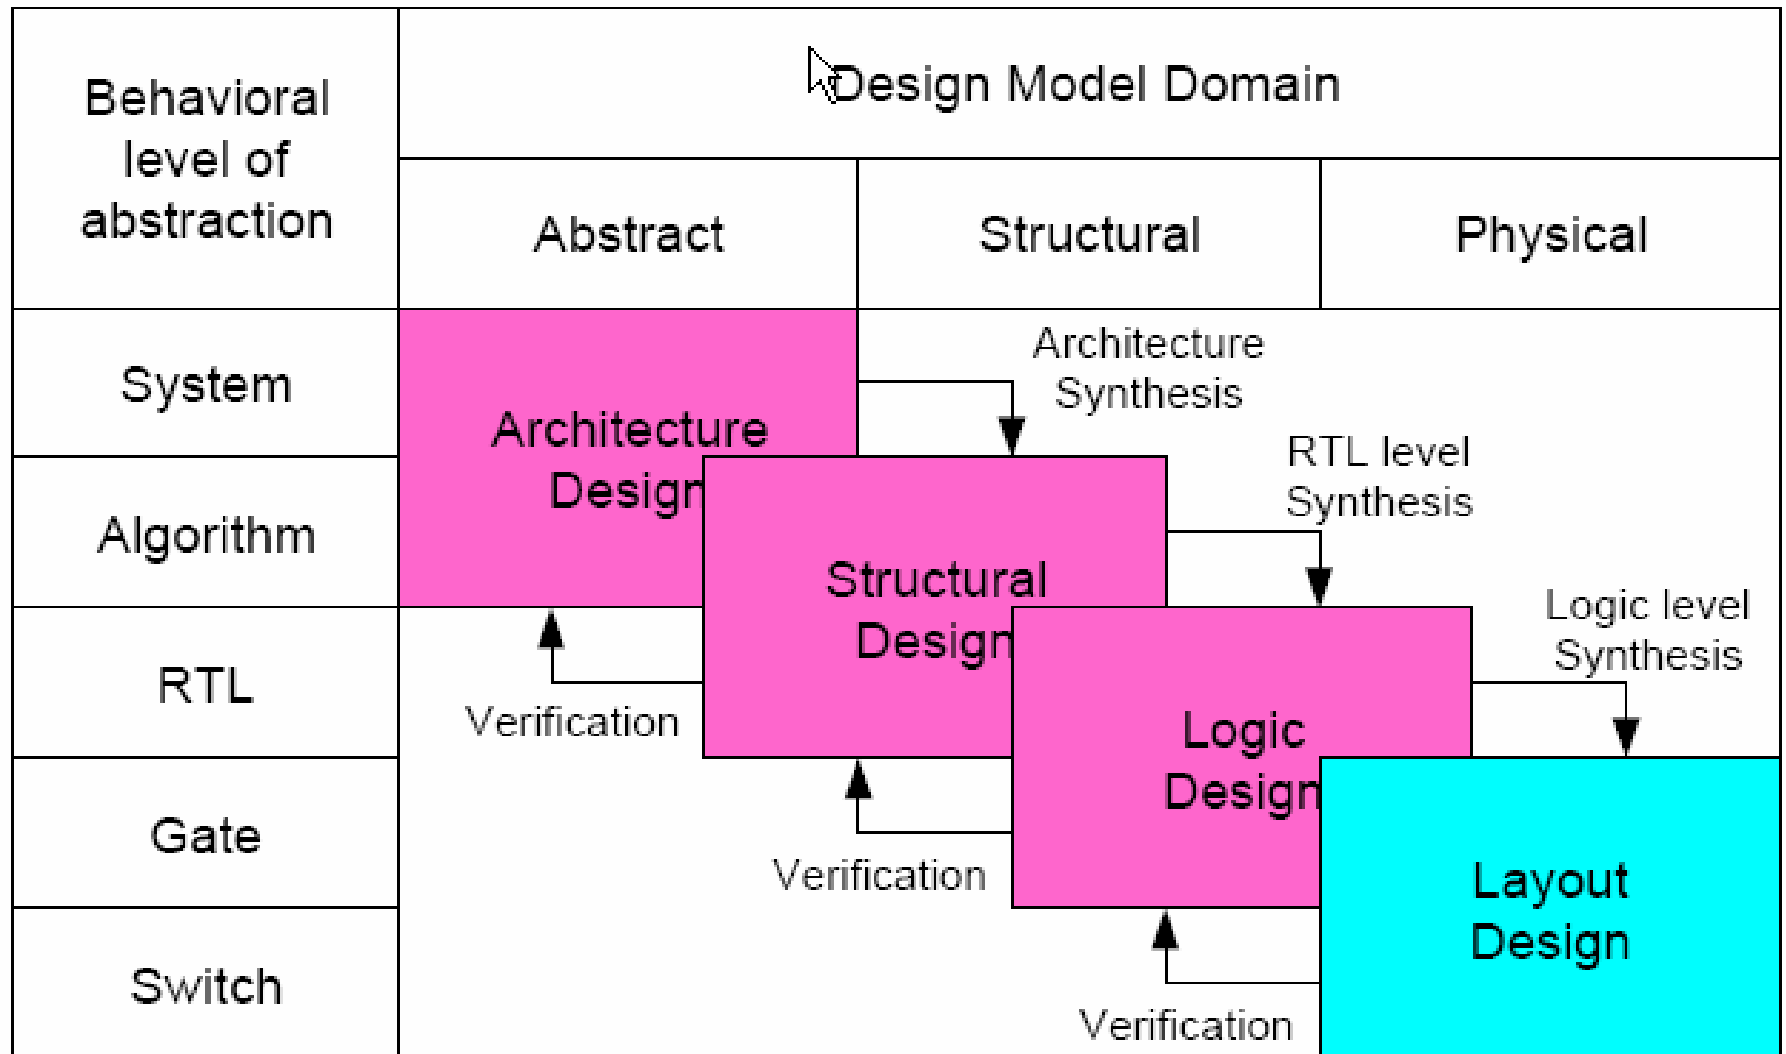 Behavioral
level of
abstraction
Design Model Domain
Abstract
Structural
Physical
System
Architecture
Design
Architecture
Synthesis
RTL level
Synthesis
Algorithm
Structural
Design
Logic level
Synthesis
RTL
Verification
Logic
Design
Gate
Verification
Layout
Design
Switch
Verification